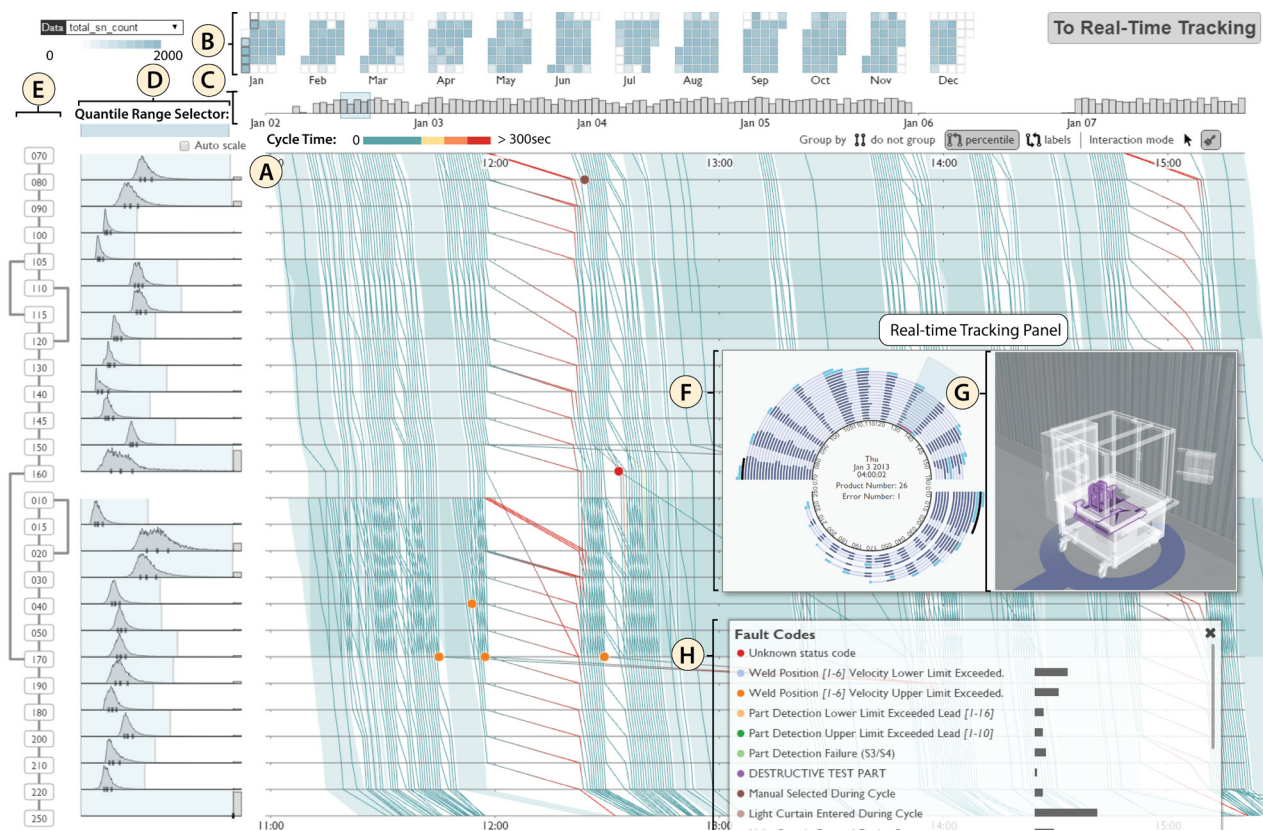 Data total_sn_count
0 2000
B
To Real-Time Tracking
Jan Feb Mar Apr May Jun Jul Aug Sep Oct Nov Dec
E
D
C
Quantile Range Selector:
Jan 02 Jan 03 Jan 04 Jan 05 Jan 06 Jan 07
Auto scale
Cycle Time: 0 > 300sec
Group by do not group percentile labels Interaction mode
A
12:00 13:00 14:00 15:00
070
080
090
100
105
110
115
120
130
140
145
150
160
010
015
020
030
040
050
170
190
180
200
210
220
250
Real-time Tracking Panel
F
G
Thu
Jan 3 2013
04:00:02
Product Number: 26
Error Number: 1
H
Fault Codes
Unknown status code
Weld Position [1-6] Velocity Lower Limit Exceeded.
Weld Position [1-6] Velocity Upper Limit Exceeded.
Part Detection Lower Limit Exceeded Lead [1-16]
Part Detection Upper Limit Exceeded Lead [1-10]
Part Detection Failure (S3/S4)
DESTRUCTIVE TEST PART
Manual Selected During Cycle
Light Curtain Entered During Cycle
11:00 12:00 13:00 14:00 15:00